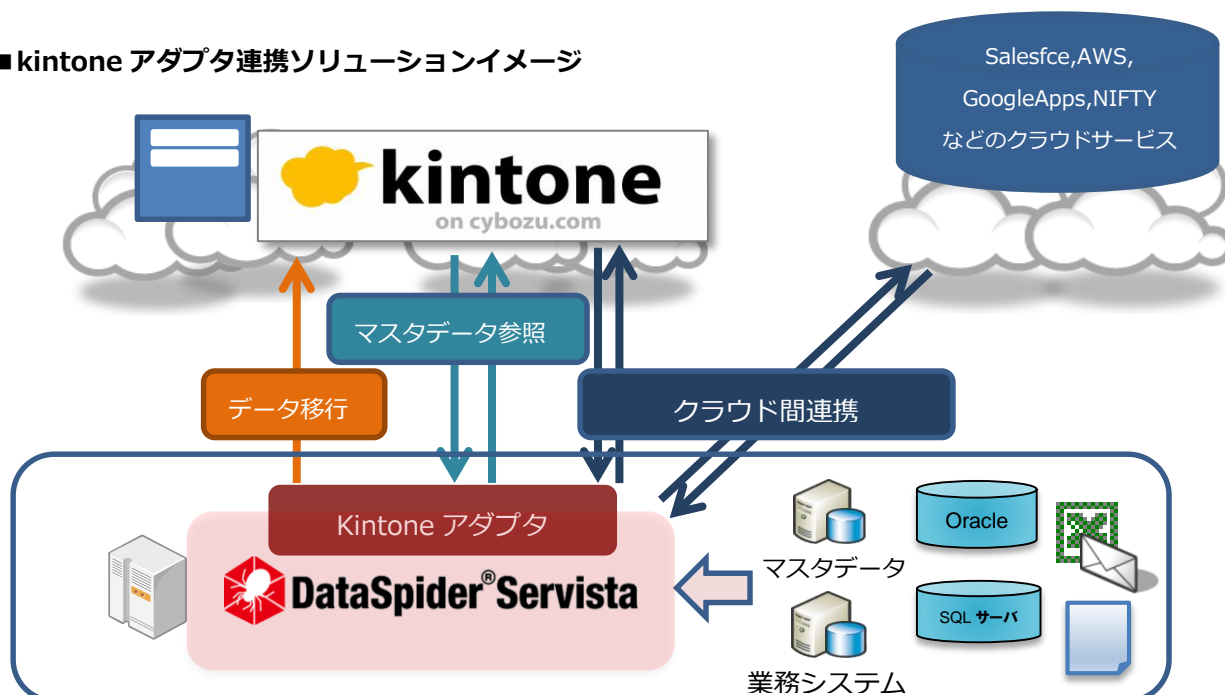 ■kintone アダプタ連携ソリューションイメージ
Salesfce,AWS,
GoogleApps,NIFTY
などのクラウドサービス
kintone
on cybozu.com
マスタデータ参照
データ移行
クラウド間連携
Kintone アダプタ
DataSpider®Servista
マスタデータ
Oracle
SQL サーバ
業務システム